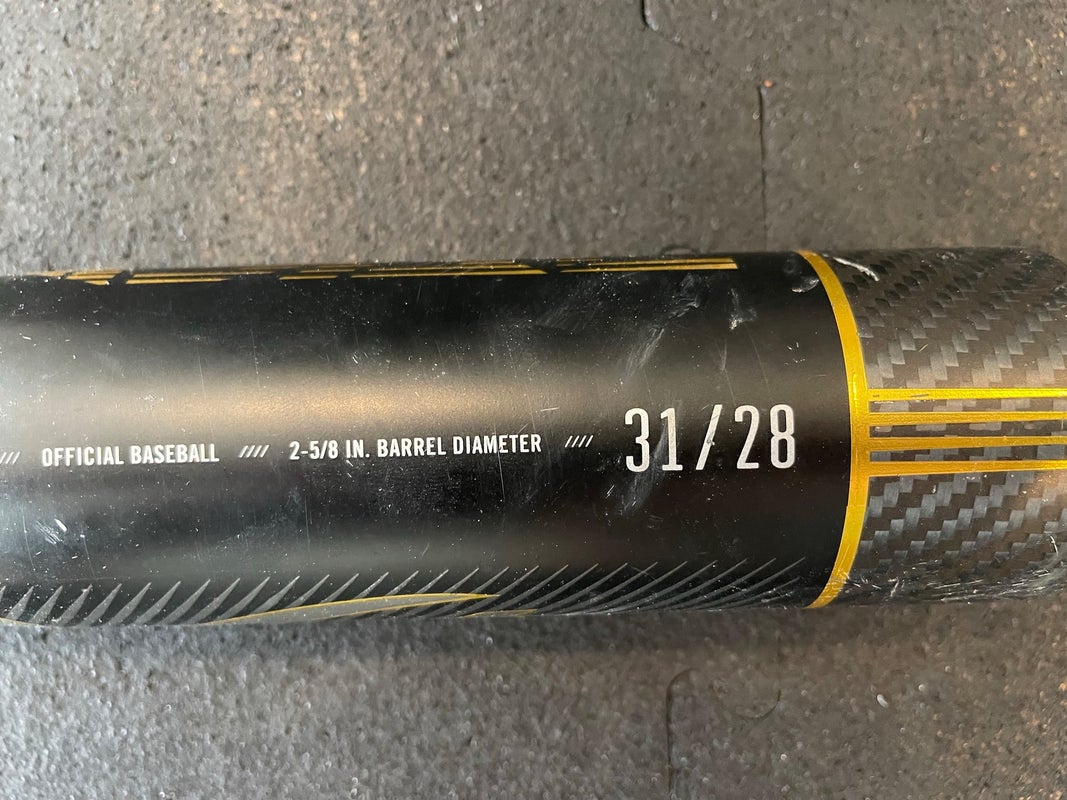 //// OFFICIAL BASEBALL //// 2-5/8 IN. BARREL DIAMETER //// 31/28